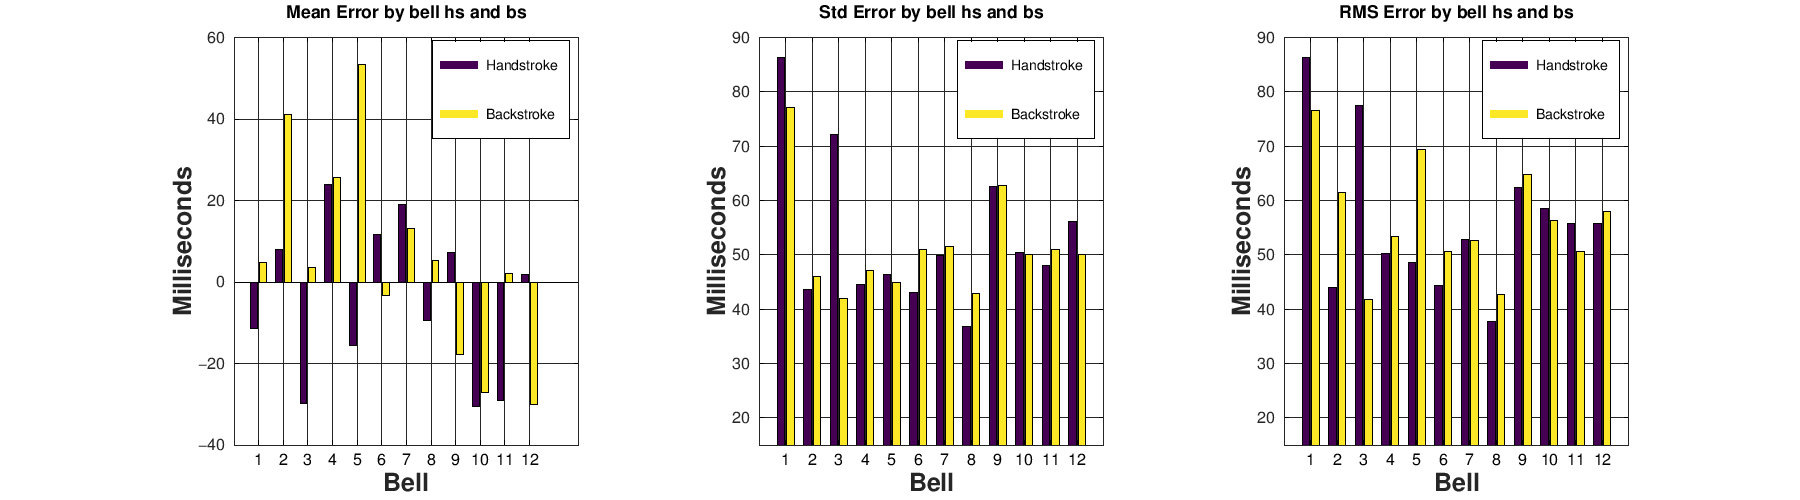 Mean Error by bell hs and bs
60
40
20
0
−20
−40
Milliseconds
Handstroke
Backstroke
1 2 3 4 5 6 7 8 9 10 11 12
Bell
Std Error by bell hs and bs
90
80
70
60
50
40
30
20
Milliseconds
Handstroke
Backstroke
1 2 3 4 5 6 7 8 9 10 11 12
Bell
RMS Error by bell hs and bs
90
80
70
60
50
40
30
20
Milliseconds
Handstroke
Backstroke
1 2 3 4 5 6 7 8 9 10 11 12
Bell